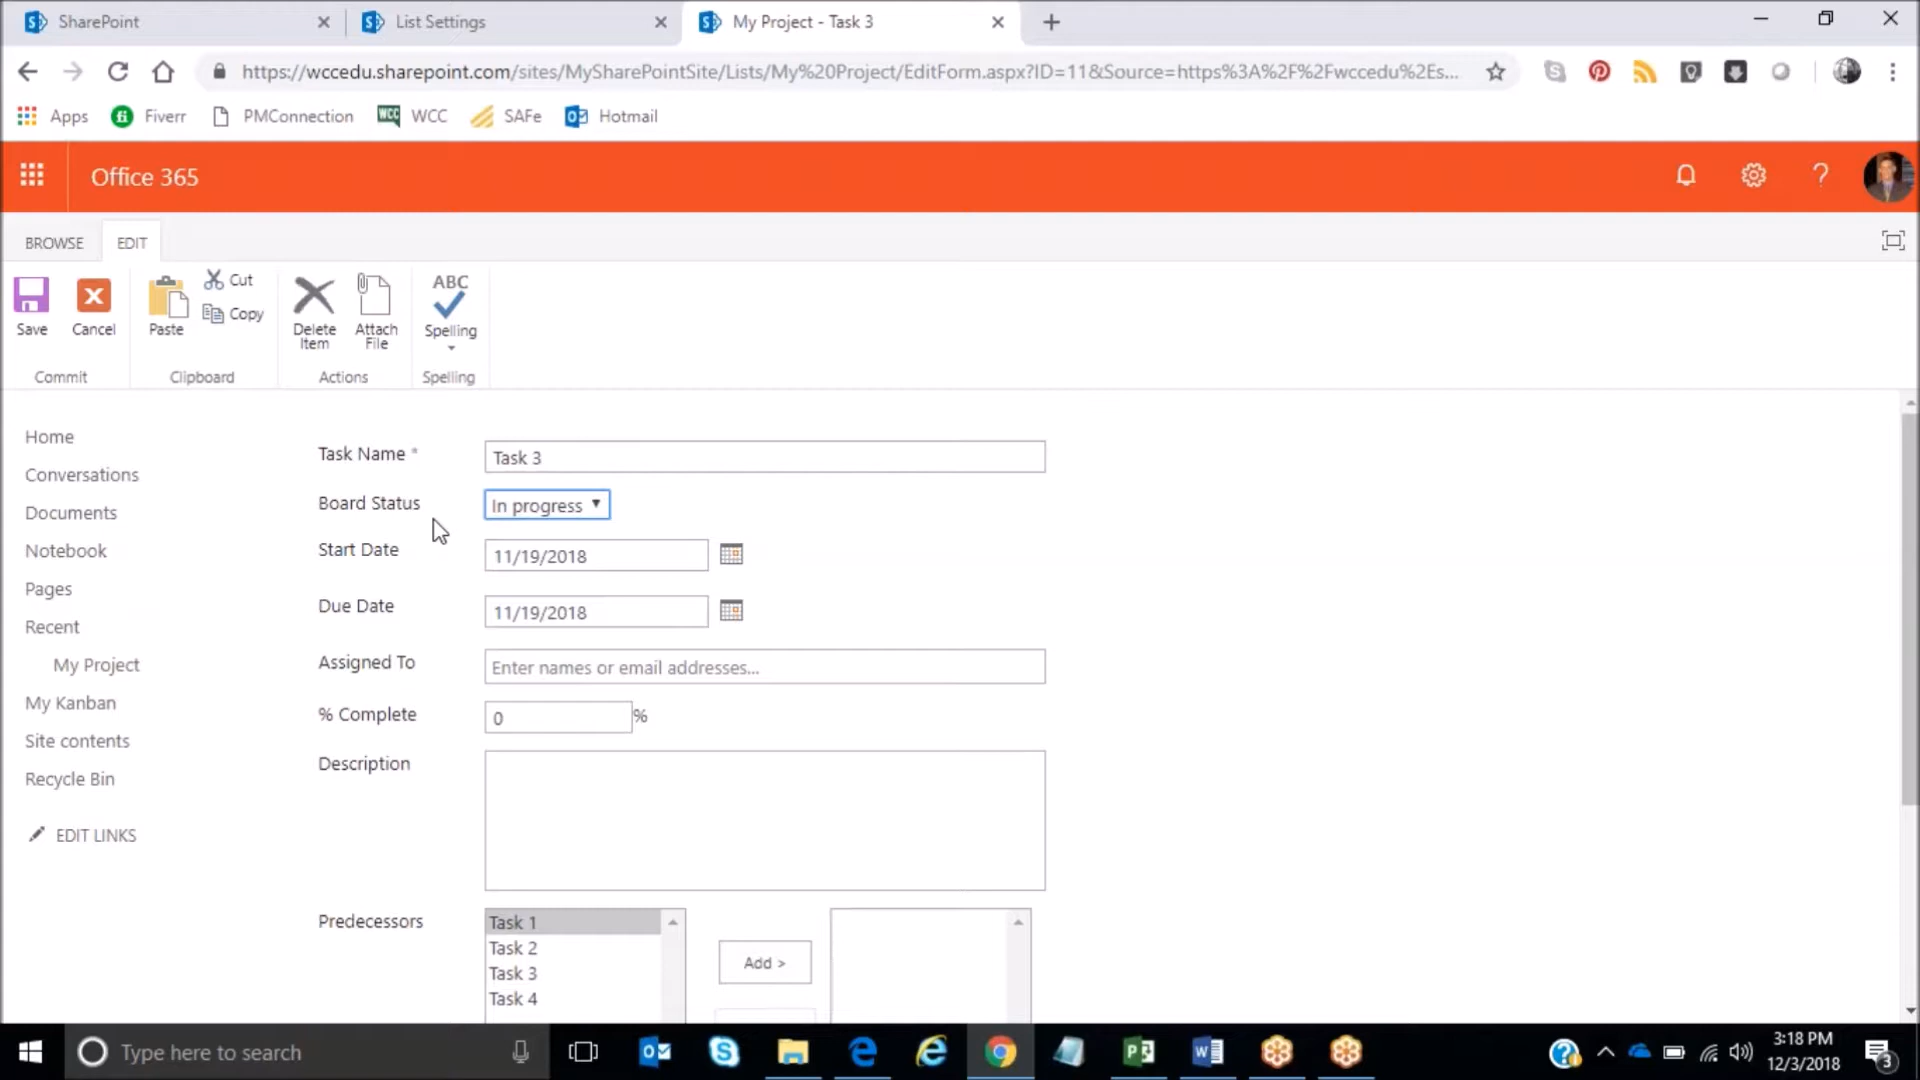 SharePoint
List Settings
My Project - Task 3
https://wccedu.sharepoint.com/sites/MySharePointSite/Lists/My%20Project/EditForm.aspx?ID=11&Source=https%3A%2F%2Fwccedu%2Es...
Apps
Fiverr
PMConnection
WCC
WCC
SAFe
Hotmail
Office 365
BROWSE
EDIT
Save
Cancel
Commit
Paste
Cut
Copy
Clipboard
Delete
Item
Attach
File
Actions
ABC
Spelling
Spelling
Home
Conversations
Documents
Notebook
Pages
Recent
My Project
My Kanban
Site contents
Recycle Bin
EDIT LINKS
Task Name *
Task 3
Board Status
In progress
Start Date
11/19/2018
Due Date
11/19/2018
Assigned To
Enter names or email addresses...
% Complete
0
%
Description
Predecessors
Task 1
Task 2
Task 3
Task 4
Add >
Type here to search
3:18 PM
12/3/2018
3